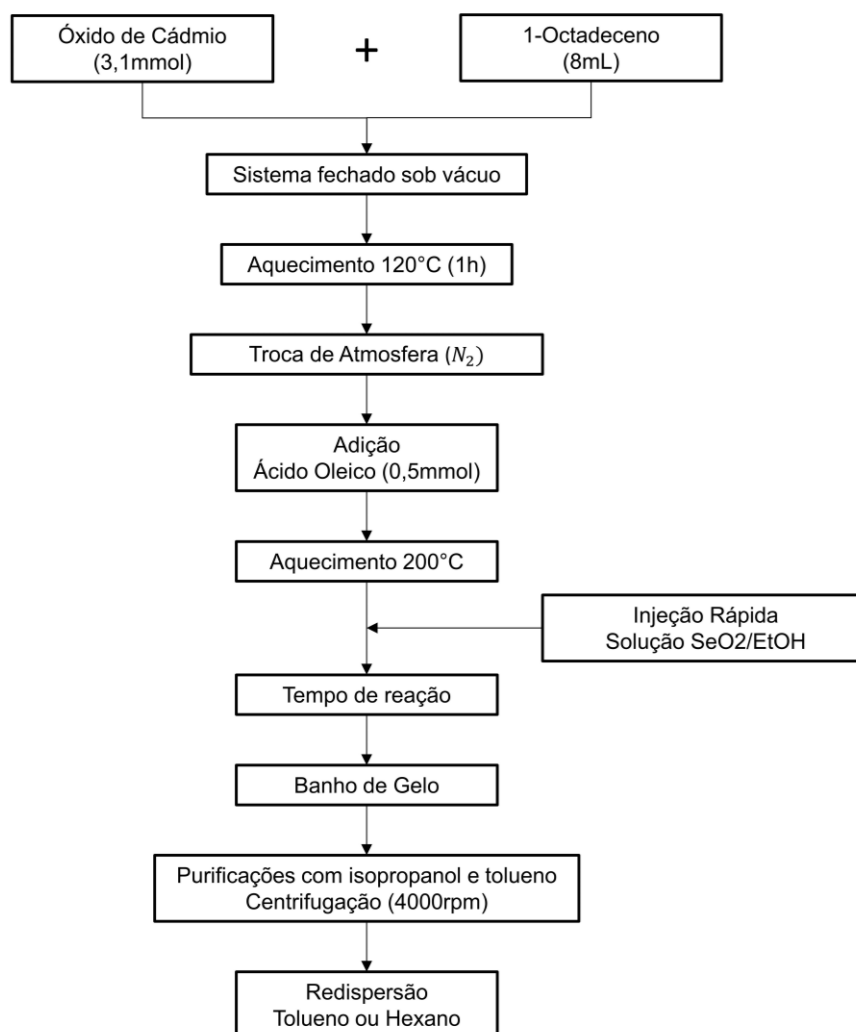 Óxido de Cádmio
(3,1mmol)
+
1-Octadeceno
(8mL)
Sistema fechado sob vácuo
Aquecimento 120°C (1h)
Troca de Atmosfera (N₂)
Adição
Ácido Oleico (0,5mmol)
Aquecimento 200°C
Injeção Rápida
Solução SeO2/EtOH
Tempo de reação
Banho de Gelo
Purificações com isopropanol e tolueno
Centrifugação (4000rpm)
Redispersão
Tolueno ou Hexano